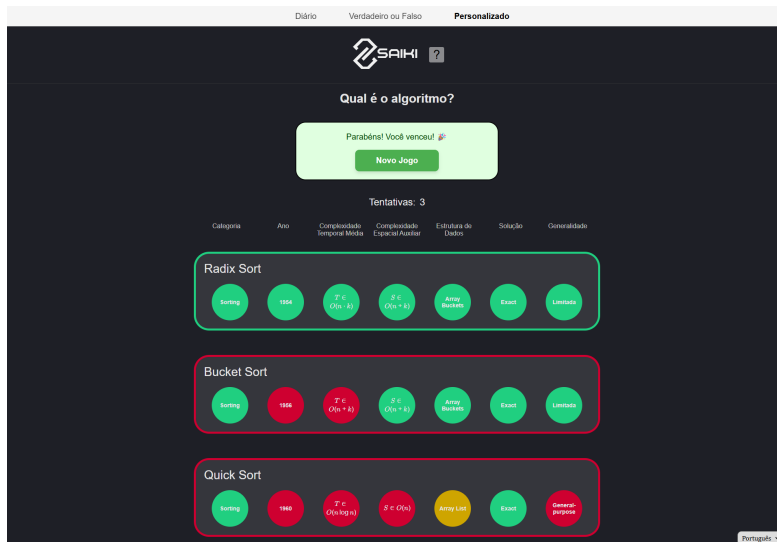 Diário Verdadeiro ou Falso Personalizado
SAIKI ?
Qual é o algoritmo?
Parabéns! Você venceu! 🎉
Novo Jogo
Tentativas: 3
Categoria Ano Complexidade Temporal Média Complexidade Espacial Auxiliar Estrutura de Dados Solução Generalidade
Radix Sort
Sorting 1954 T ∈ O(n · k) S ∈ O(n + k) Array Buckets Exact Limitada
Bucket Sort
Sorting 1956 T ∈ O(n + k) S ∈ O(n + k) Array Buckets Exact Limitada
Quick Sort
Sorting 1960 T ∈ O(n log n) S ∈ O(n) Array List Exact General-purpose
Português